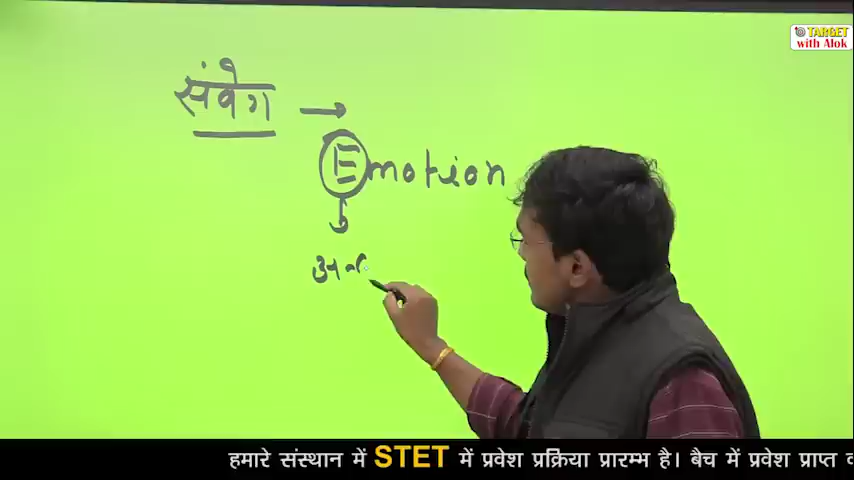 TARGET
with Alok
संवेग →
Emotion
हमारे संस्थान में STET में प्रवेश प्रक्रिया प्रारम्भ है। बैच में प्रवेश प्राप्त